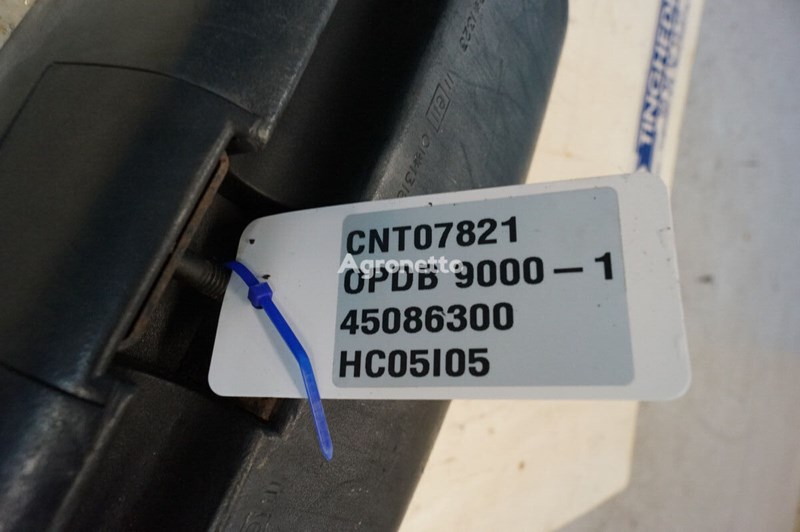 CNT07821
OPDB 9000-1
45086300
HC05I05
Agronetto